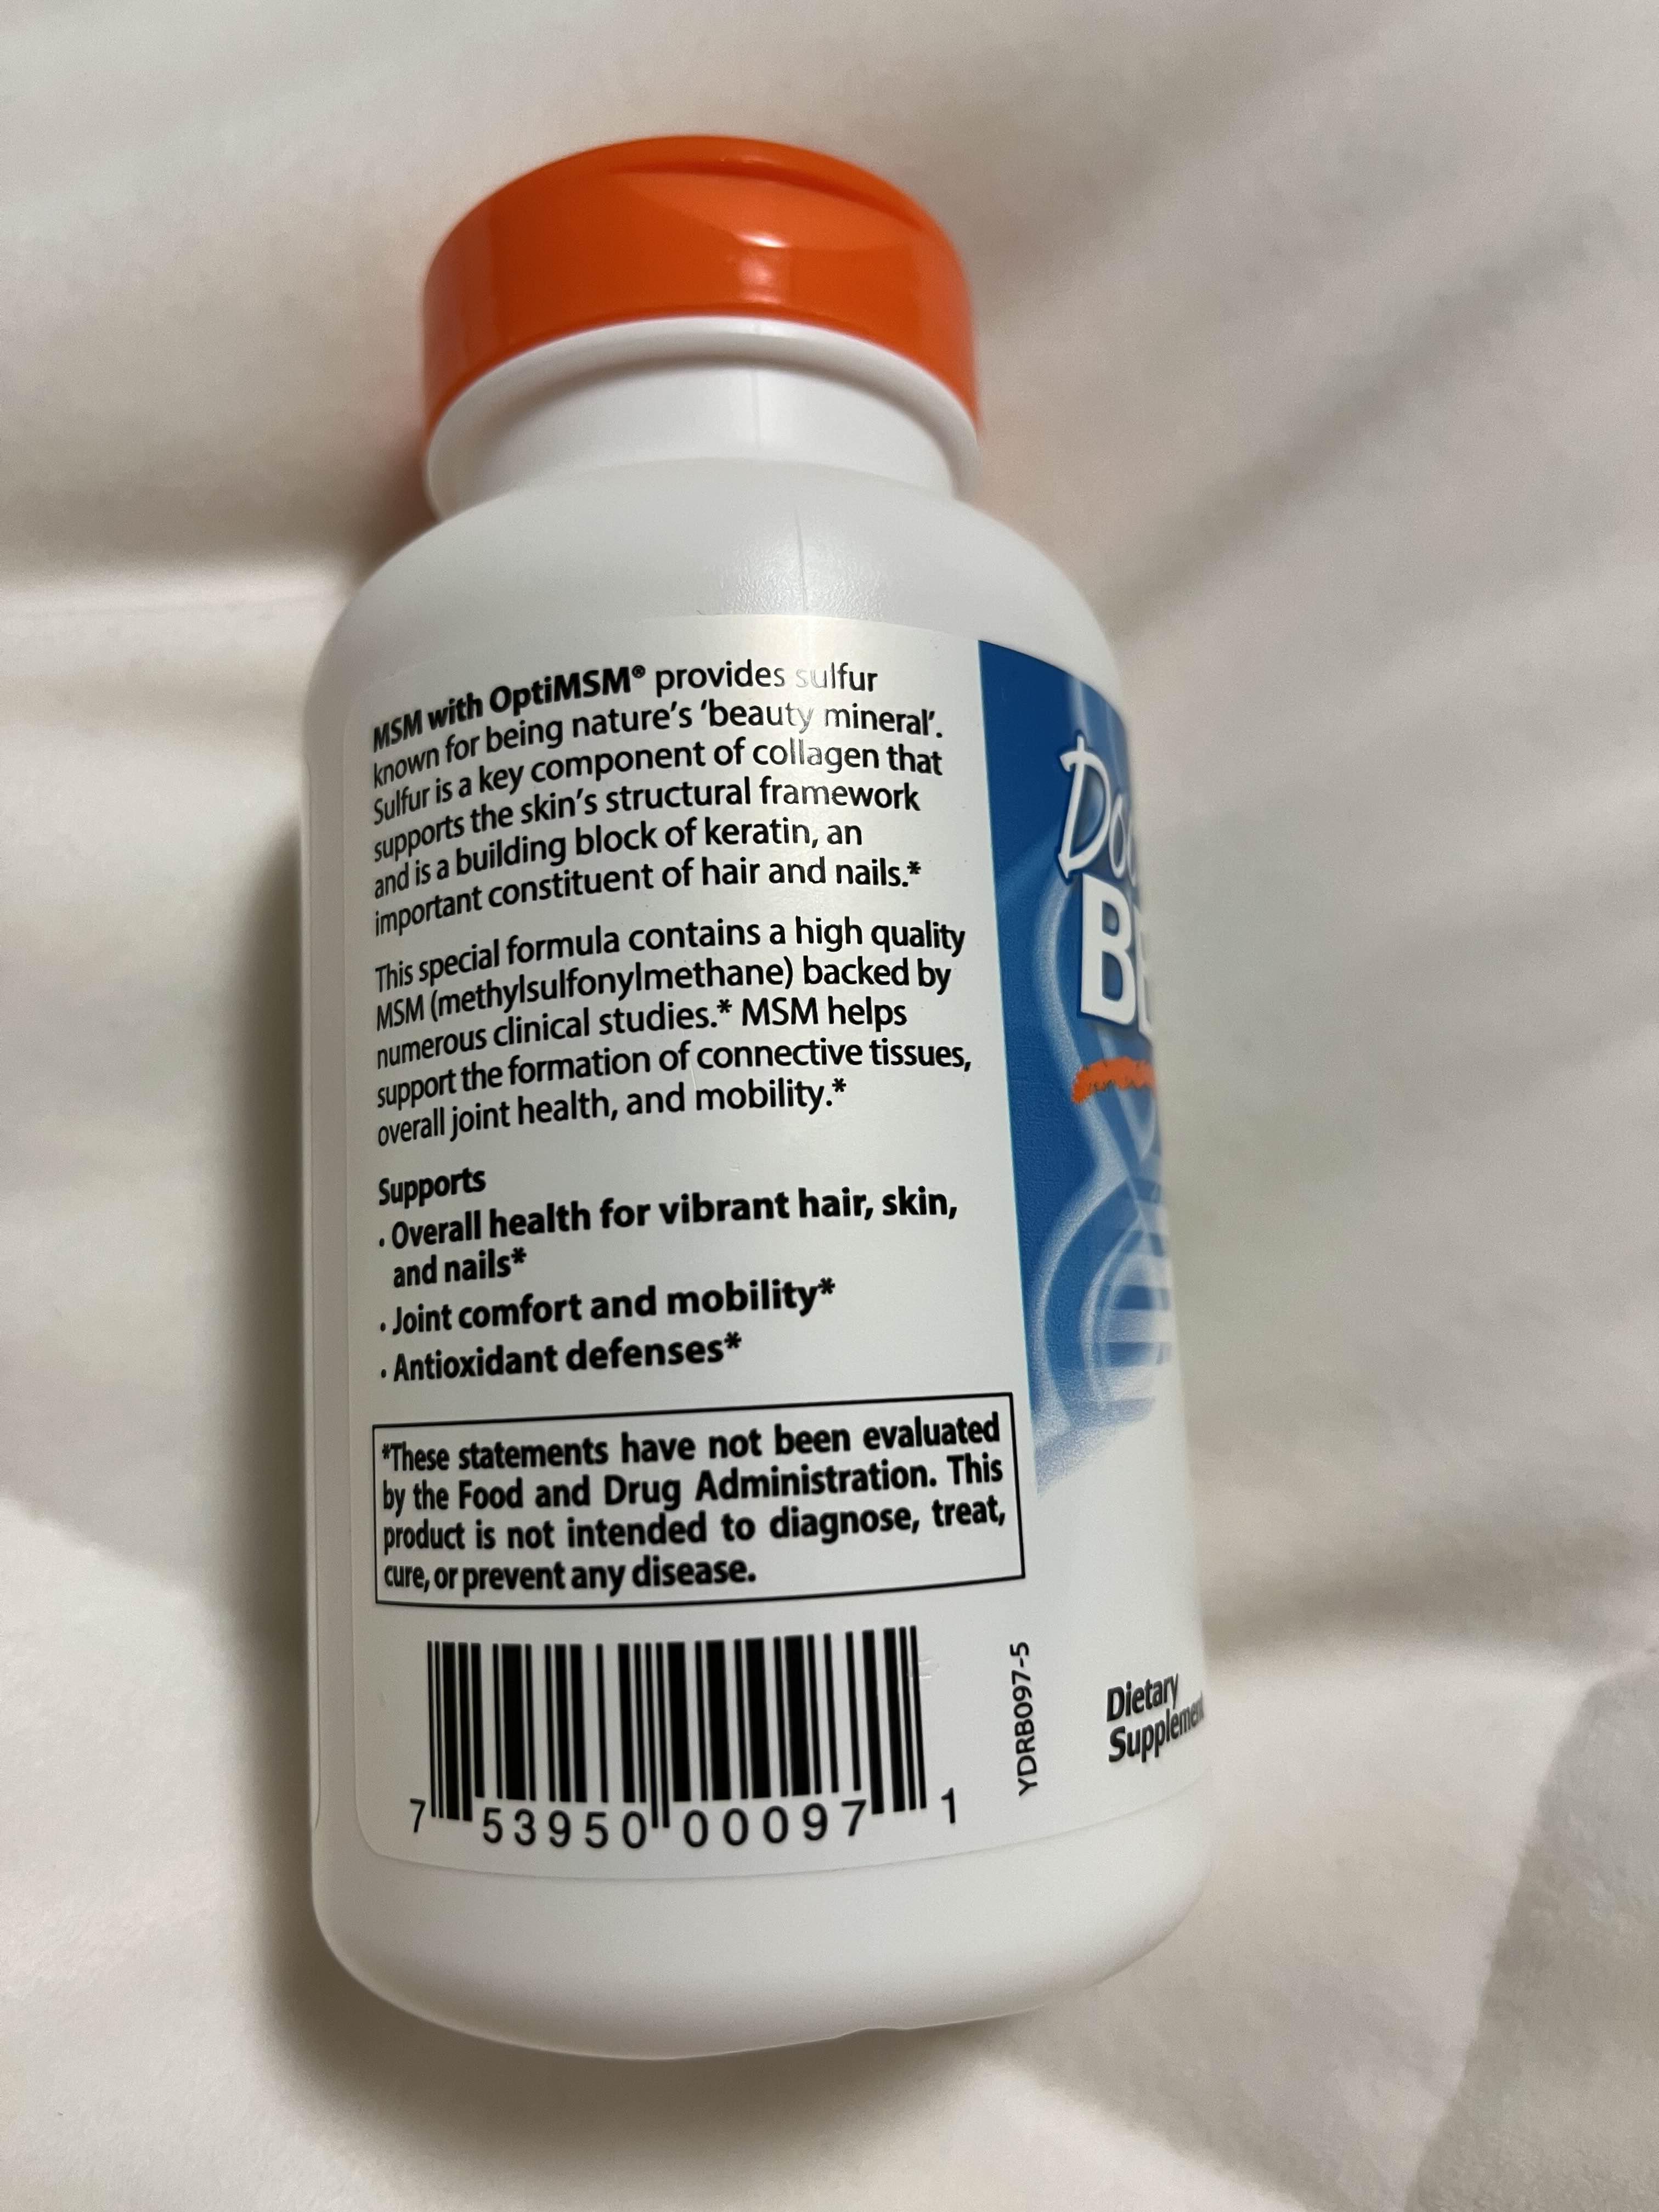 MSM with OptiMSM® provides sulfur
known for being nature's 'beauty mineral'.
Sulfur is a key component of collagen that
supports the skin's structural framework
and is a building block of keratin, an
important constituent of hair and nails.*
This special formula contains a high quality
MSM (methylsulfonylmethane) backed by
numerous clinical studies.* MSM helps
support the formation of connective tissues,
overall joint health, and mobility.*
Supports
• Overall health for vibrant hair, skin,
and nails*
• Joint comfort and mobility*
• Antioxidant defenses*
*These statements have not been evaluated
by the Food and Drug Administration. This
product is not intended to diagnose, treat,
cure, or prevent any disease.
7 53950 00097 1
YDRB097-5
Dietary